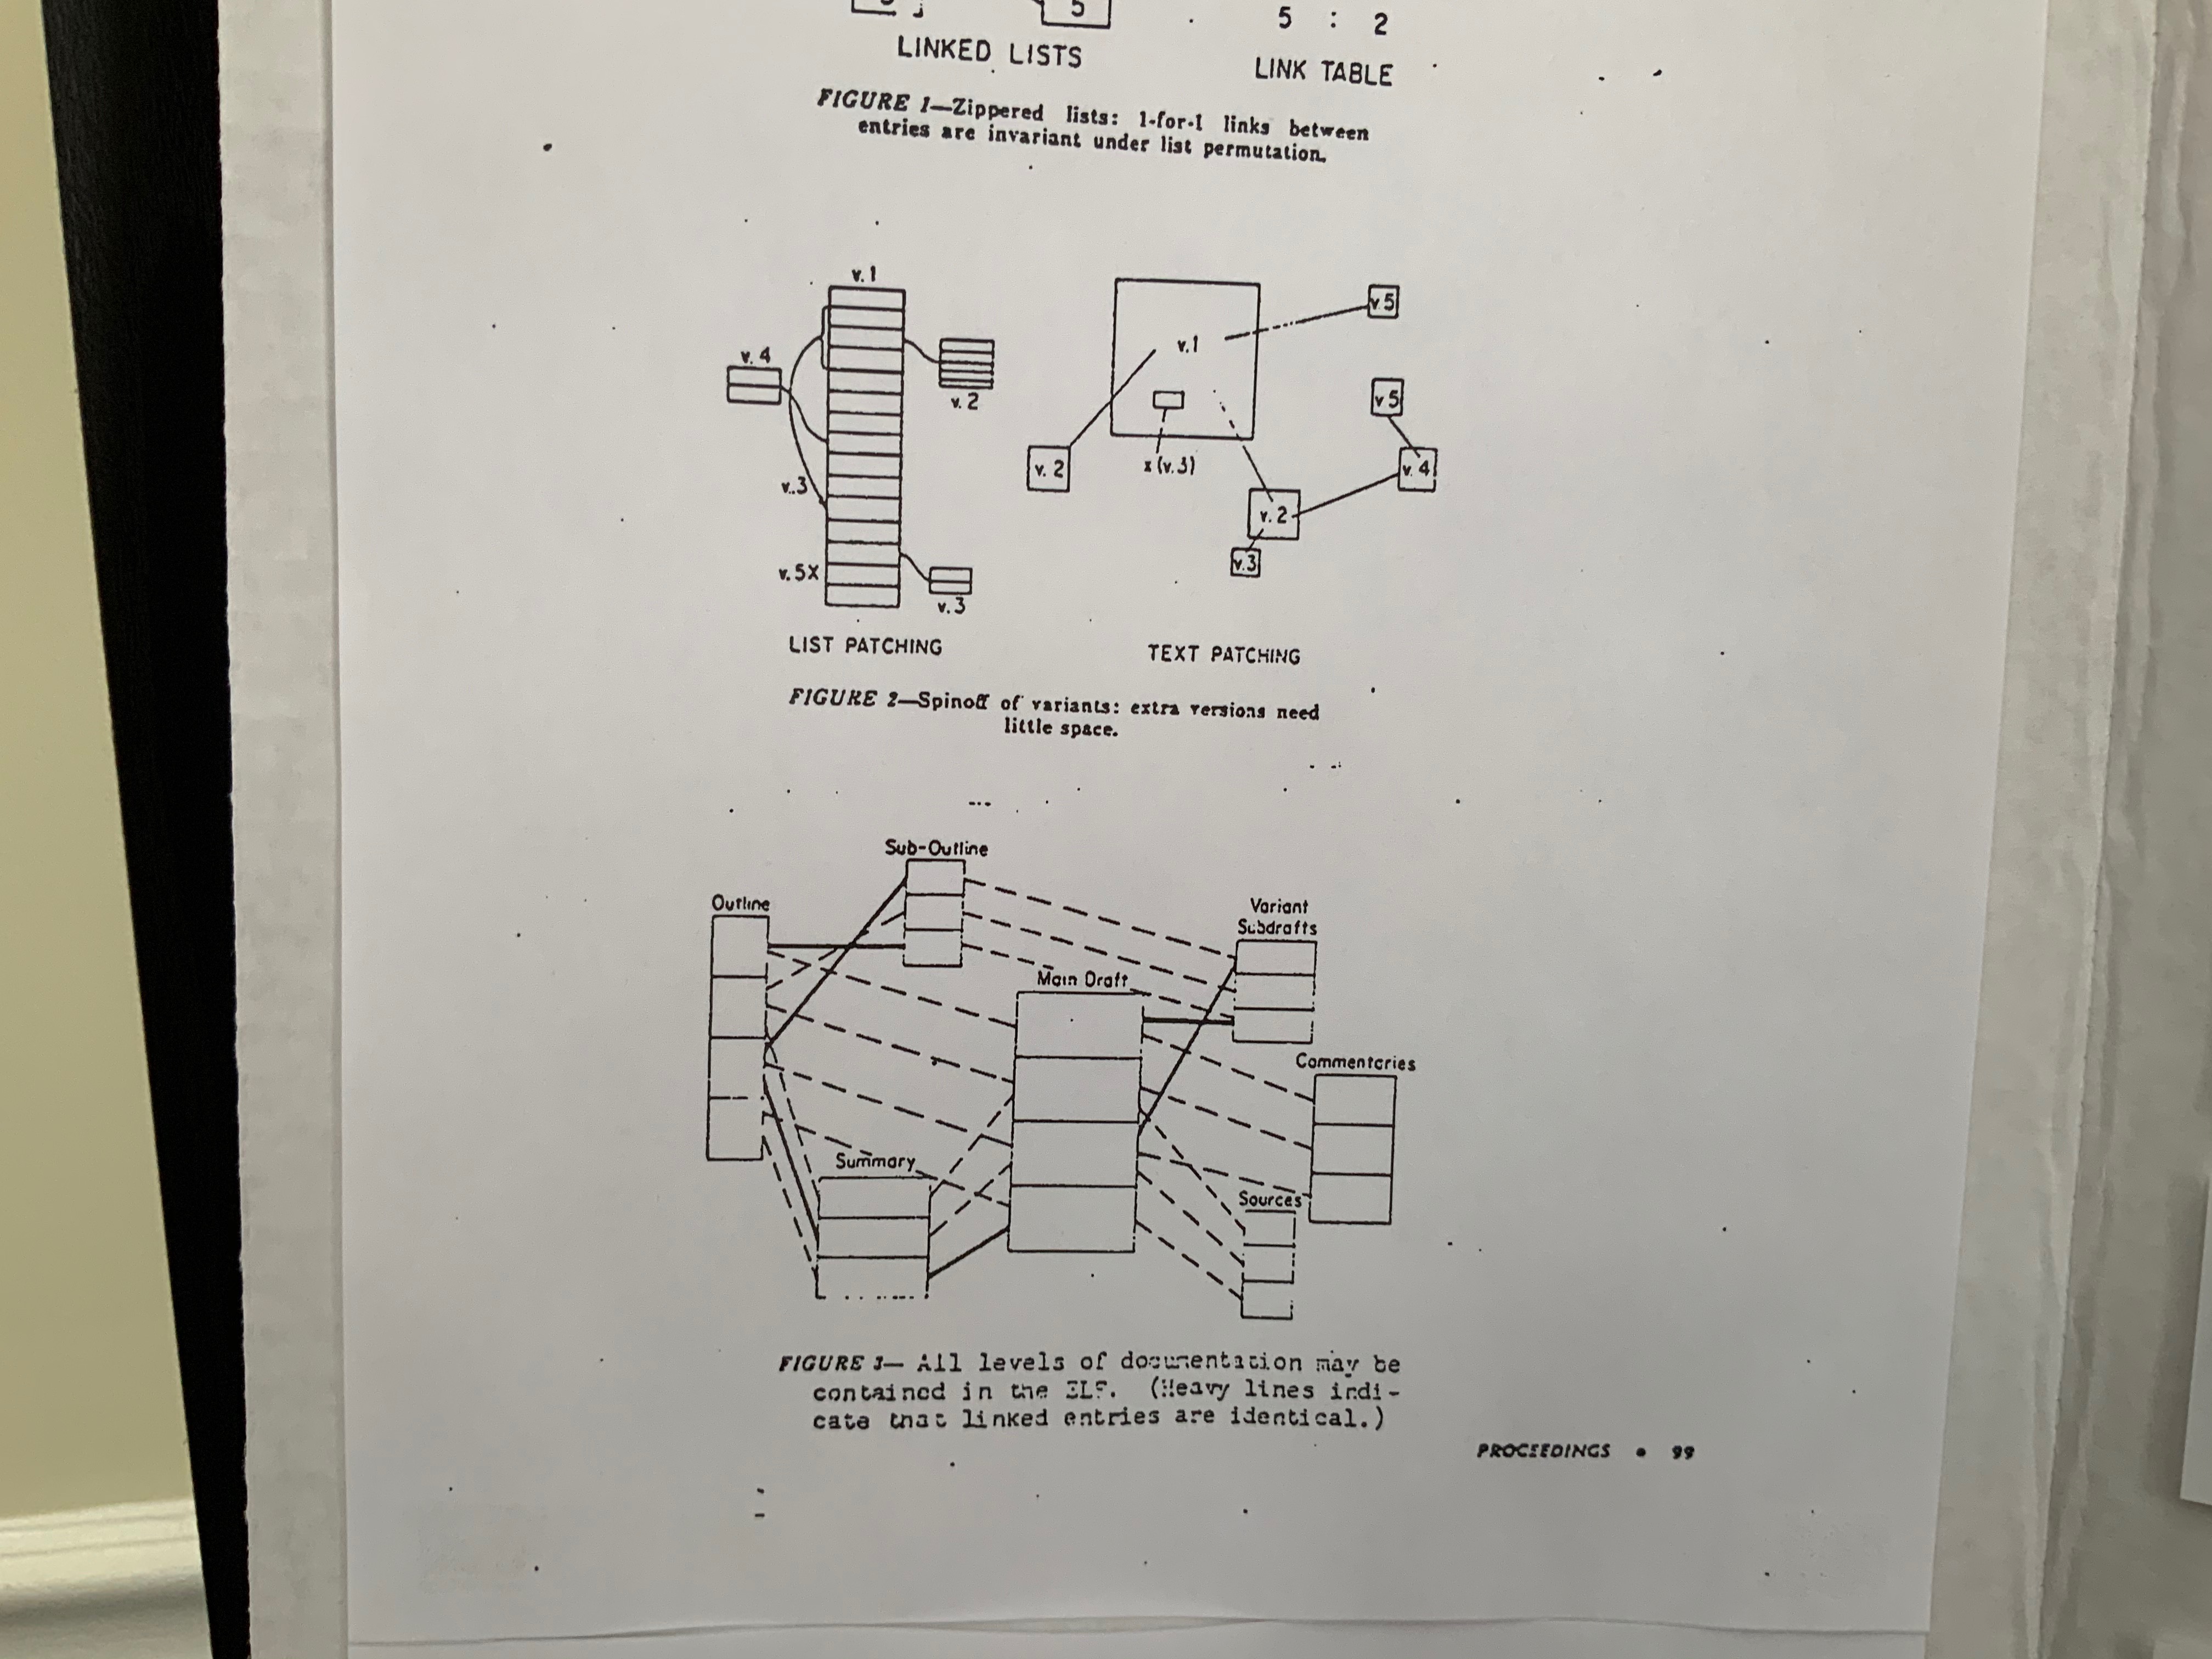 5
5 : 2
LINKED LISTS
LINK TABLE
FIGURE 1—Zippered lists: 1-for-1 links between
entries are invariant under list permutation.
v.1
v.4
v.2
v.3
v.5X
v.3
LIST PATCHING
v.1
v.5
v.5
v.2
x (v.3)
v.4
v.2
v.3
TEXT PATCHING
FIGURE 2—Spinoff of variants: extra versions need
little space.
Sub-Outline
Outline
Variant
Subdrafts
Main Draft
Commentaries
Summary
Sources
FIGURE 3— All levels of documentation may be
contained in the ELF. (Heavy lines indi-
cate that linked entries are identical.)
PROCEEDINGS • 99